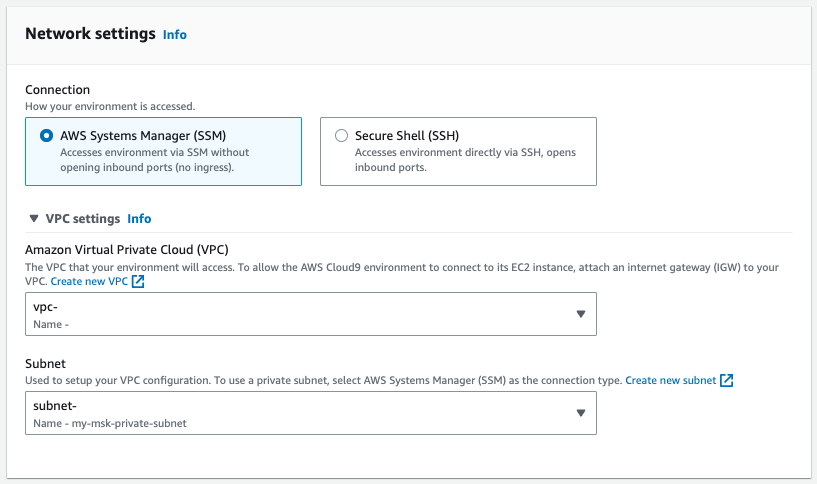 Network settings Info
Connection
How your environment is accessed.
AWS Systems Manager (SSM)
Accesses environment via SSM without
opening inbound ports (no ingress).
Secure Shell (SSH)
Accesses environment directly via SSH, opens
inbound ports.
VPC settings Info
Amazon Virtual Private Cloud (VPC)
The VPC that your environment will access. To allow the AWS Cloud9 environment to connect to its EC2 instance, attach an internet gateway (IGW) to your
VPC. Create new VPC
vpc-
Name -
Subnet
Used to setup your VPC configuration. To use a private subnet, select AWS Systems Manager (SSM) as the connection type. Create new subnet
subnet-
Name - my-msk-private-subnet